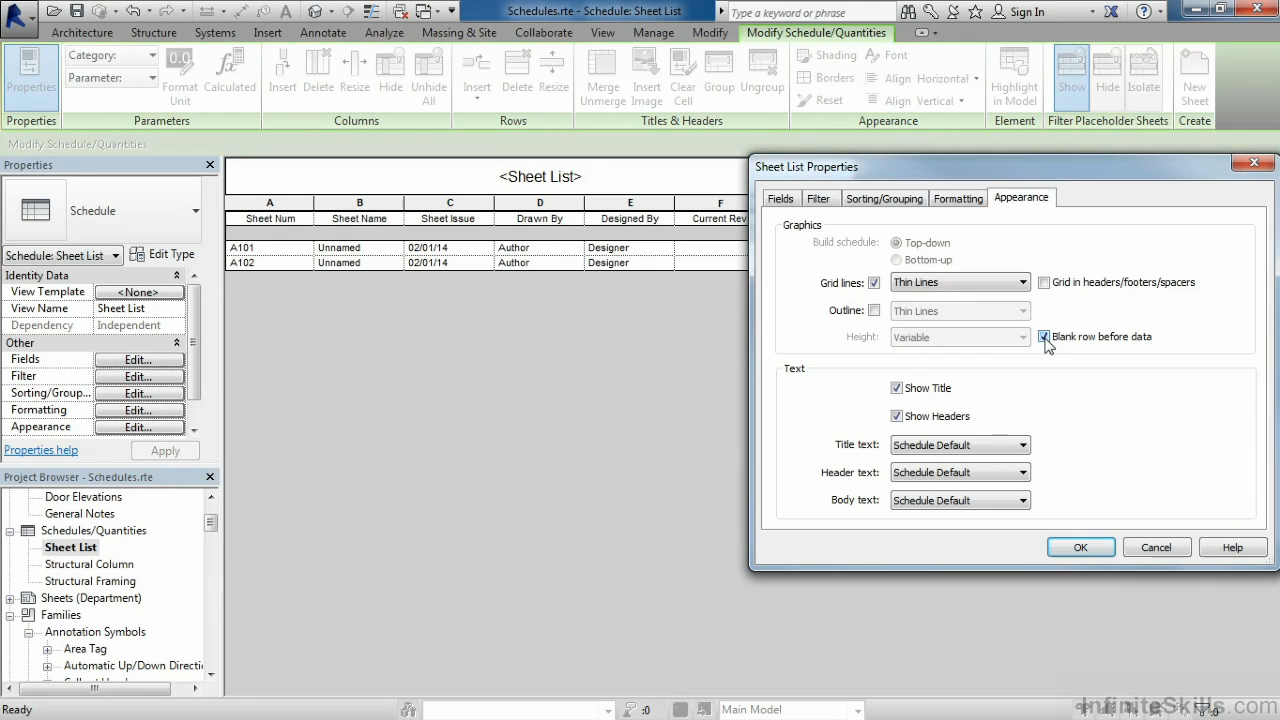 Schedules.rte - Schedule: Sheet List
Type a keyword or phrase
Sign In
Architecture Structure Systems Insert Annotate Analyze Massing & Site Collaborate View Manage Modify Modify Schedule/Quantities
Properties
Category:
Parameter:
Format Unit
Calculated
Insert Delete Resize Hide Unhide All
Insert Delete Resize
Merge Unmerge
Insert Image
Clear Cell
Group Ungroup
Shading
Borders
Reset
Font
Align Horizontal
Align Vertical
Highlight in Model
Show Hide Isolate
New Sheet
Properties Parameters Columns Rows Titles & Headers Appearance Element Filter Placeholder Sheets Create
Modify Schedule/Quantities
Properties
Schedule
Schedule: Sheet List
Edit Type
Identity Data
View Template <None>
View Name Sheet List
Dependency Independent
Other
Fields Edit...
Filter Edit...
Sorting/Group... Edit...
Formatting Edit...
Appearance Edit...
Properties help
Apply
Project Browser - Schedules.rte
Door Elevations
General Notes
Schedules/Quantities
Sheet List
Structural Column
Structural Framing
Sheets (Department)
Families
Annotation Symbols
Area Tag
Automatic Up/Down Directi
<Sheet List>
A B C D E F
Sheet Num Sheet Name Sheet Issue Drawn By Designed By Current Rev
A101 Unnamed 02/01/14 Author Designer
A102 Unnamed 02/01/14 Author Designer
Sheet List Properties
Fields Filter Sorting/Grouping Formatting Appearance
Graphics
Build schedule: Top-down
Bottom-up
Grid lines: Thin Lines Grid in headers/footers/spacers
Outline: Thin Lines
Height: Variable Blank row before data
Text
Show Title
Show Headers
Title text: Schedule Default
Header text: Schedule Default
Body text: Schedule Default
OK Cancel Help
Ready
:0
Main Model
InfiniteSkills.com